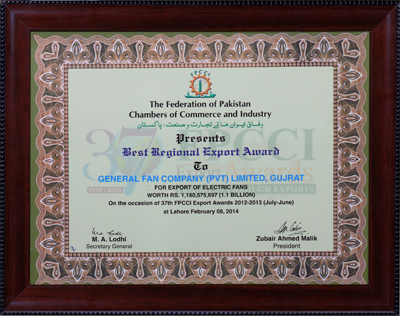 FPCCI
The Federation of Pakistan
Chambers of Commerce and Industry
وفاق ایوان ہائے تجارت و صنعت - پاکستان
Presents
Best Regional Export Award
To
GENERAL FAN COMPANY (PVT) LIMITED, GUJRAT
FOR EXPORT OF ELECTRIC FANS
WORTH RS. 1,180,575,697 (1.1 BILLION)
On the occasion of 37th FPCCI Export Awards 2012-2013 (July-June)
at Lahore February 08, 2014
M. A. Lodhi
Secretary General
Zubair Ahmed Malik
President